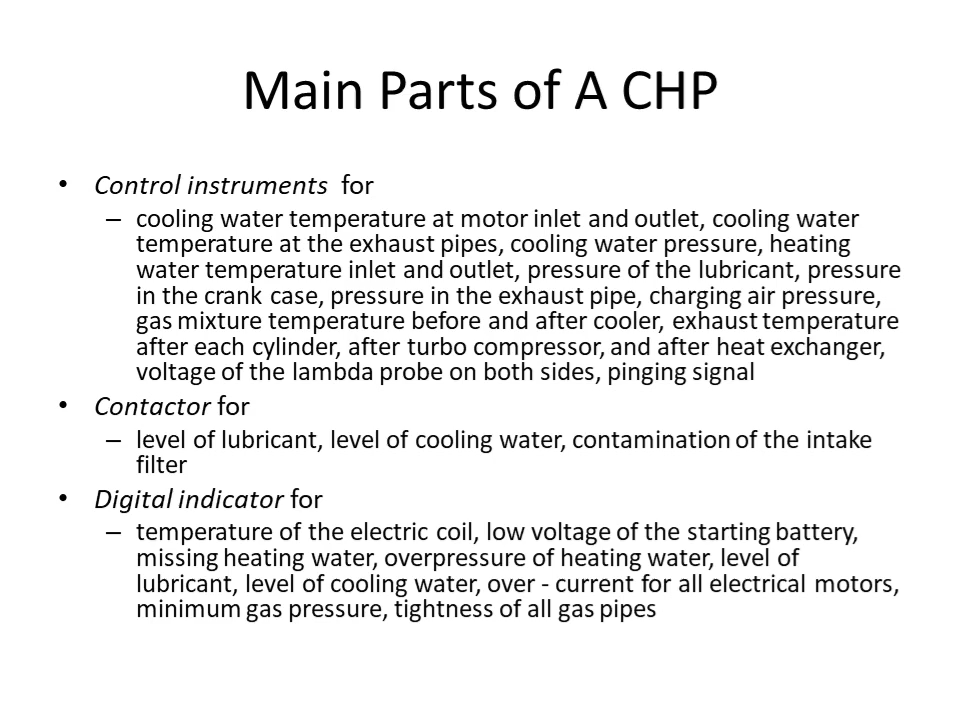 Main Parts of A CHP
• Control instruments for
– cooling water temperature at motor inlet and outlet, cooling water
temperature at the exhaust pipes, cooling water pressure, heating
water temperature inlet and outlet, pressure of the lubricant, pressure
in the crank case, pressure in the exhaust pipe, charging air pressure,
gas mixture temperature before and after cooler, exhaust temperature
after each cylinder, after turbo compressor, and after heat exchanger,
voltage of the lambda probe on both sides, pinging signal
• Contactor for
– level of lubricant, level of cooling water, contamination of the intake
filter
• Digital indicator for
– temperature of the electric coil, low voltage of the starting battery,
missing heating water, overpressure of heating water, level of
lubricant, level of cooling water, over - current for all electrical motors,
minimum gas pressure, tightness of all gas pipes